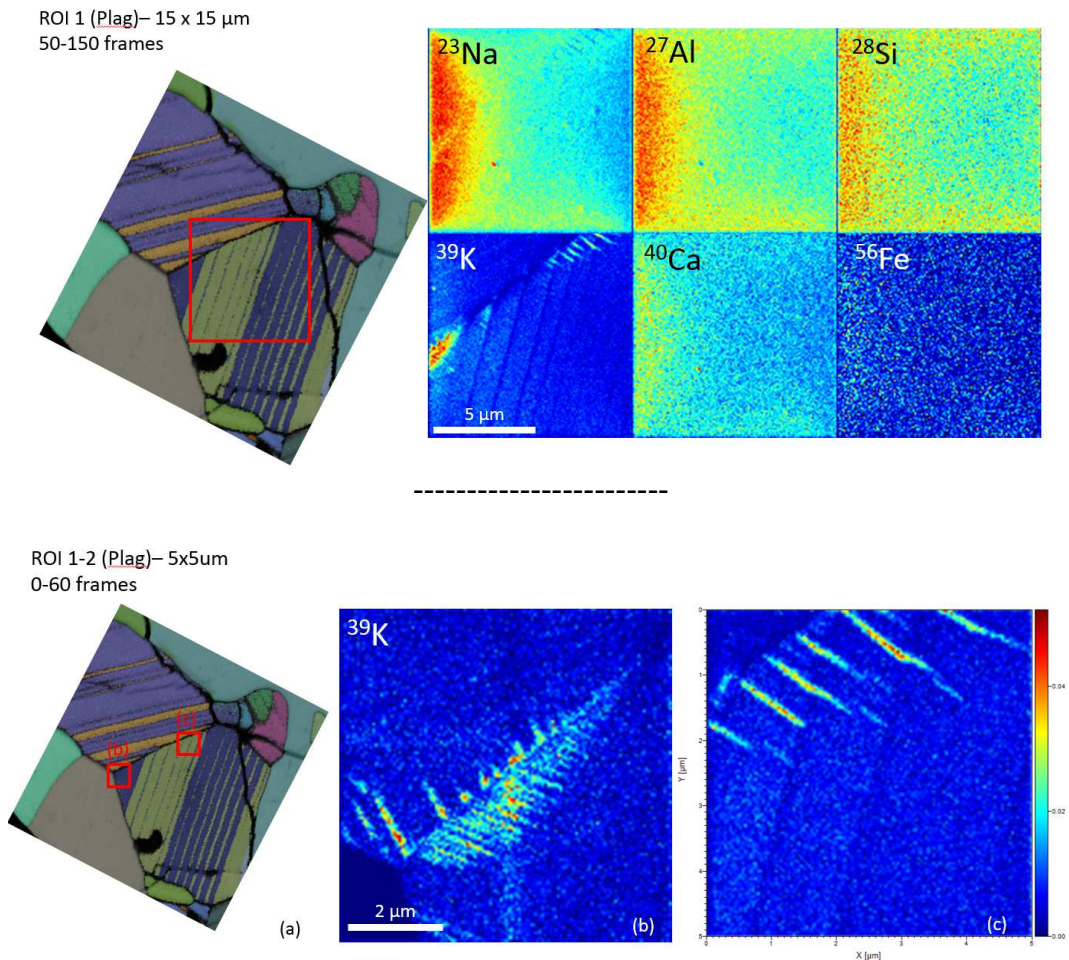 ROI 1 (Plag)– 15 x 15 µm
50-150 frames
²³Na
²⁷Al
²⁸Si
³⁹K
⁴⁰Ca
⁵⁶Fe
5 µm
------------------------
ROI 1-2 (Plag)– 5x5um
0-60 frames
(b)
(c)
(a)
³⁹K
2 µm
(b)
0
1
2
3
4
5
Y [µm]
0
1
2
3
4
5
X [µm]
(c)
0.04
0.02
0.00